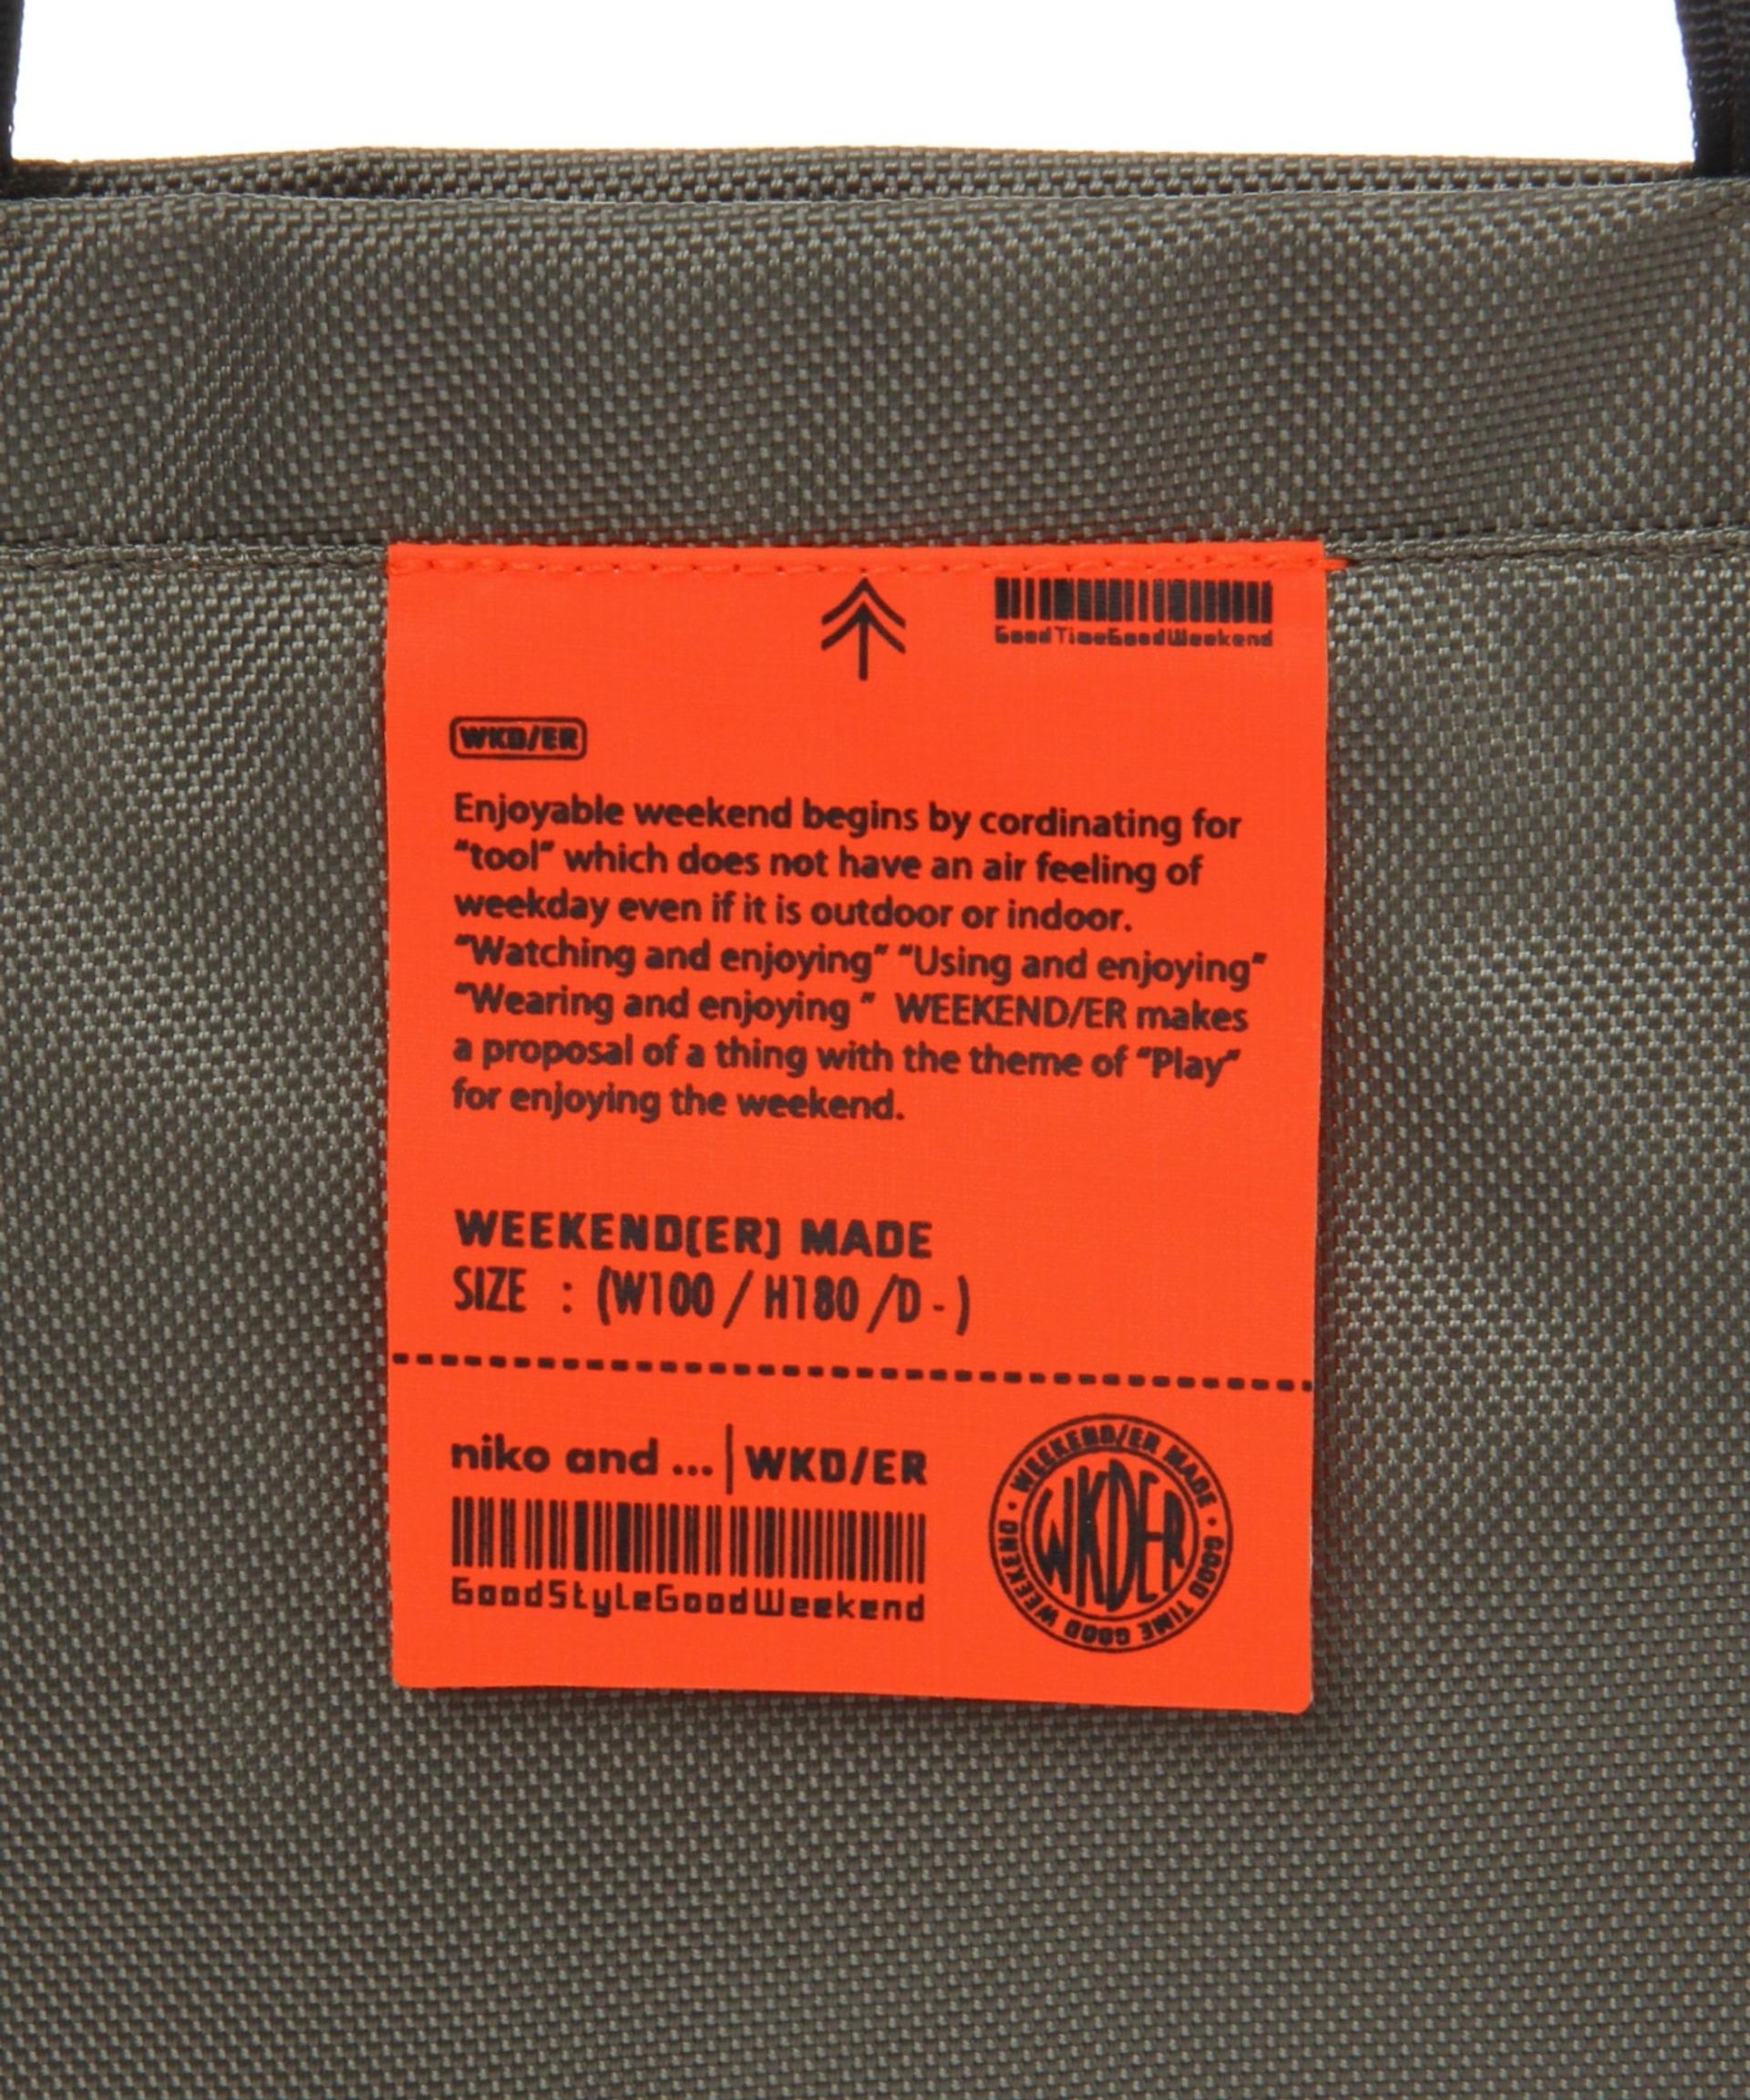 GoodTimeGoodWeekend
WKD/ER
Enjoyable weekend begins by cordinating for
“tool” which does not have an air feeling of
weekday even if it is outdoor or indoor.
“Watching and enjoying” “Using and enjoying”
“Wearing and enjoying ” WEEKEND/ER makes
a proposal of a thing with the theme of “Play”
for enjoying the weekend.
WEEKEND(ER) MADE
SIZE : (W100 / H180 /D - )
niko and ... | WKD/ER
GoodStyleGoodWeekend
WEEKEND/ER MADE • GOOD TIME GOOD WEEKEND •
WKDER